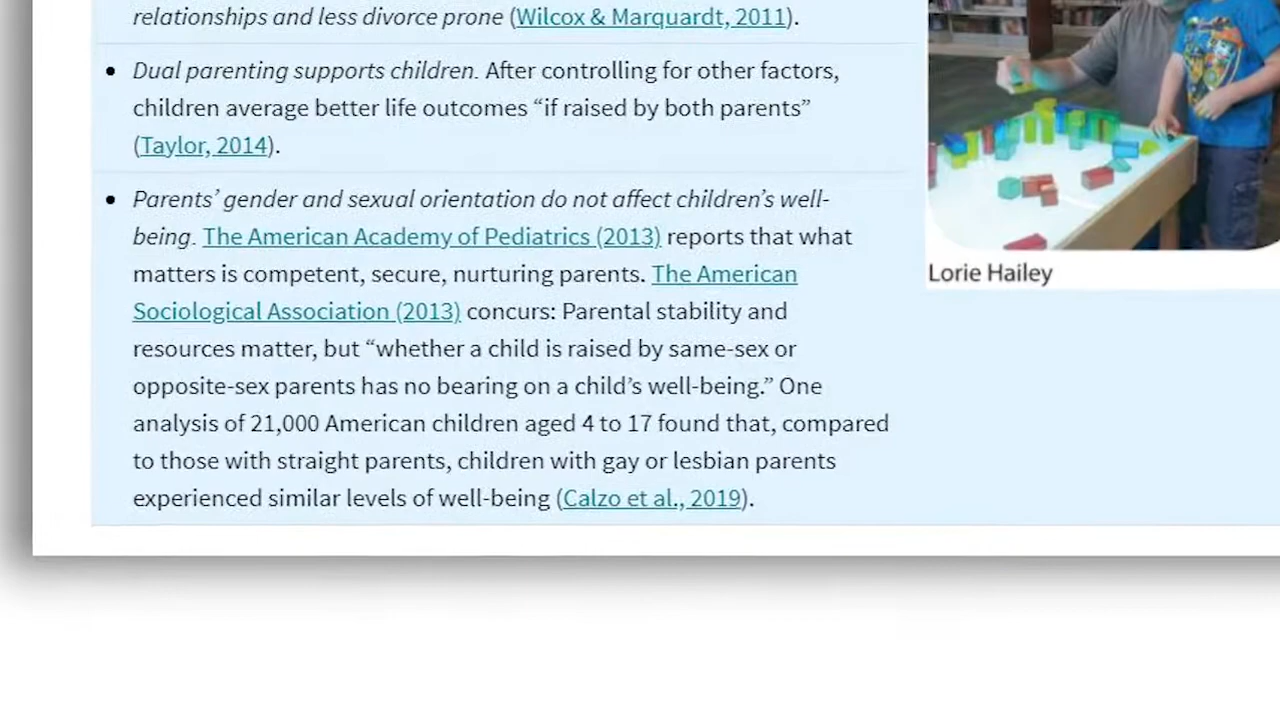 relationships and less divorce prone (Wilcox & Marquardt, 2011).
• Dual parenting supports children. After controlling for other factors,
children average better life outcomes “if raised by both parents”
(Taylor, 2014).
• Parents’ gender and sexual orientation do not affect children’s well-
being. The American Academy of Pediatrics (2013) reports that what
matters is competent, secure, nurturing parents. The American
Sociological Association (2013) concurs: Parental stability and
resources matter, but “whether a child is raised by same-sex or
opposite-sex parents has no bearing on a child’s well-being.” One
analysis of 21,000 American children aged 4 to 17 found that, compared
to those with straight parents, children with gay or lesbian parents
experienced similar levels of well-being (Calzo et al., 2019).
Lorie Hailey